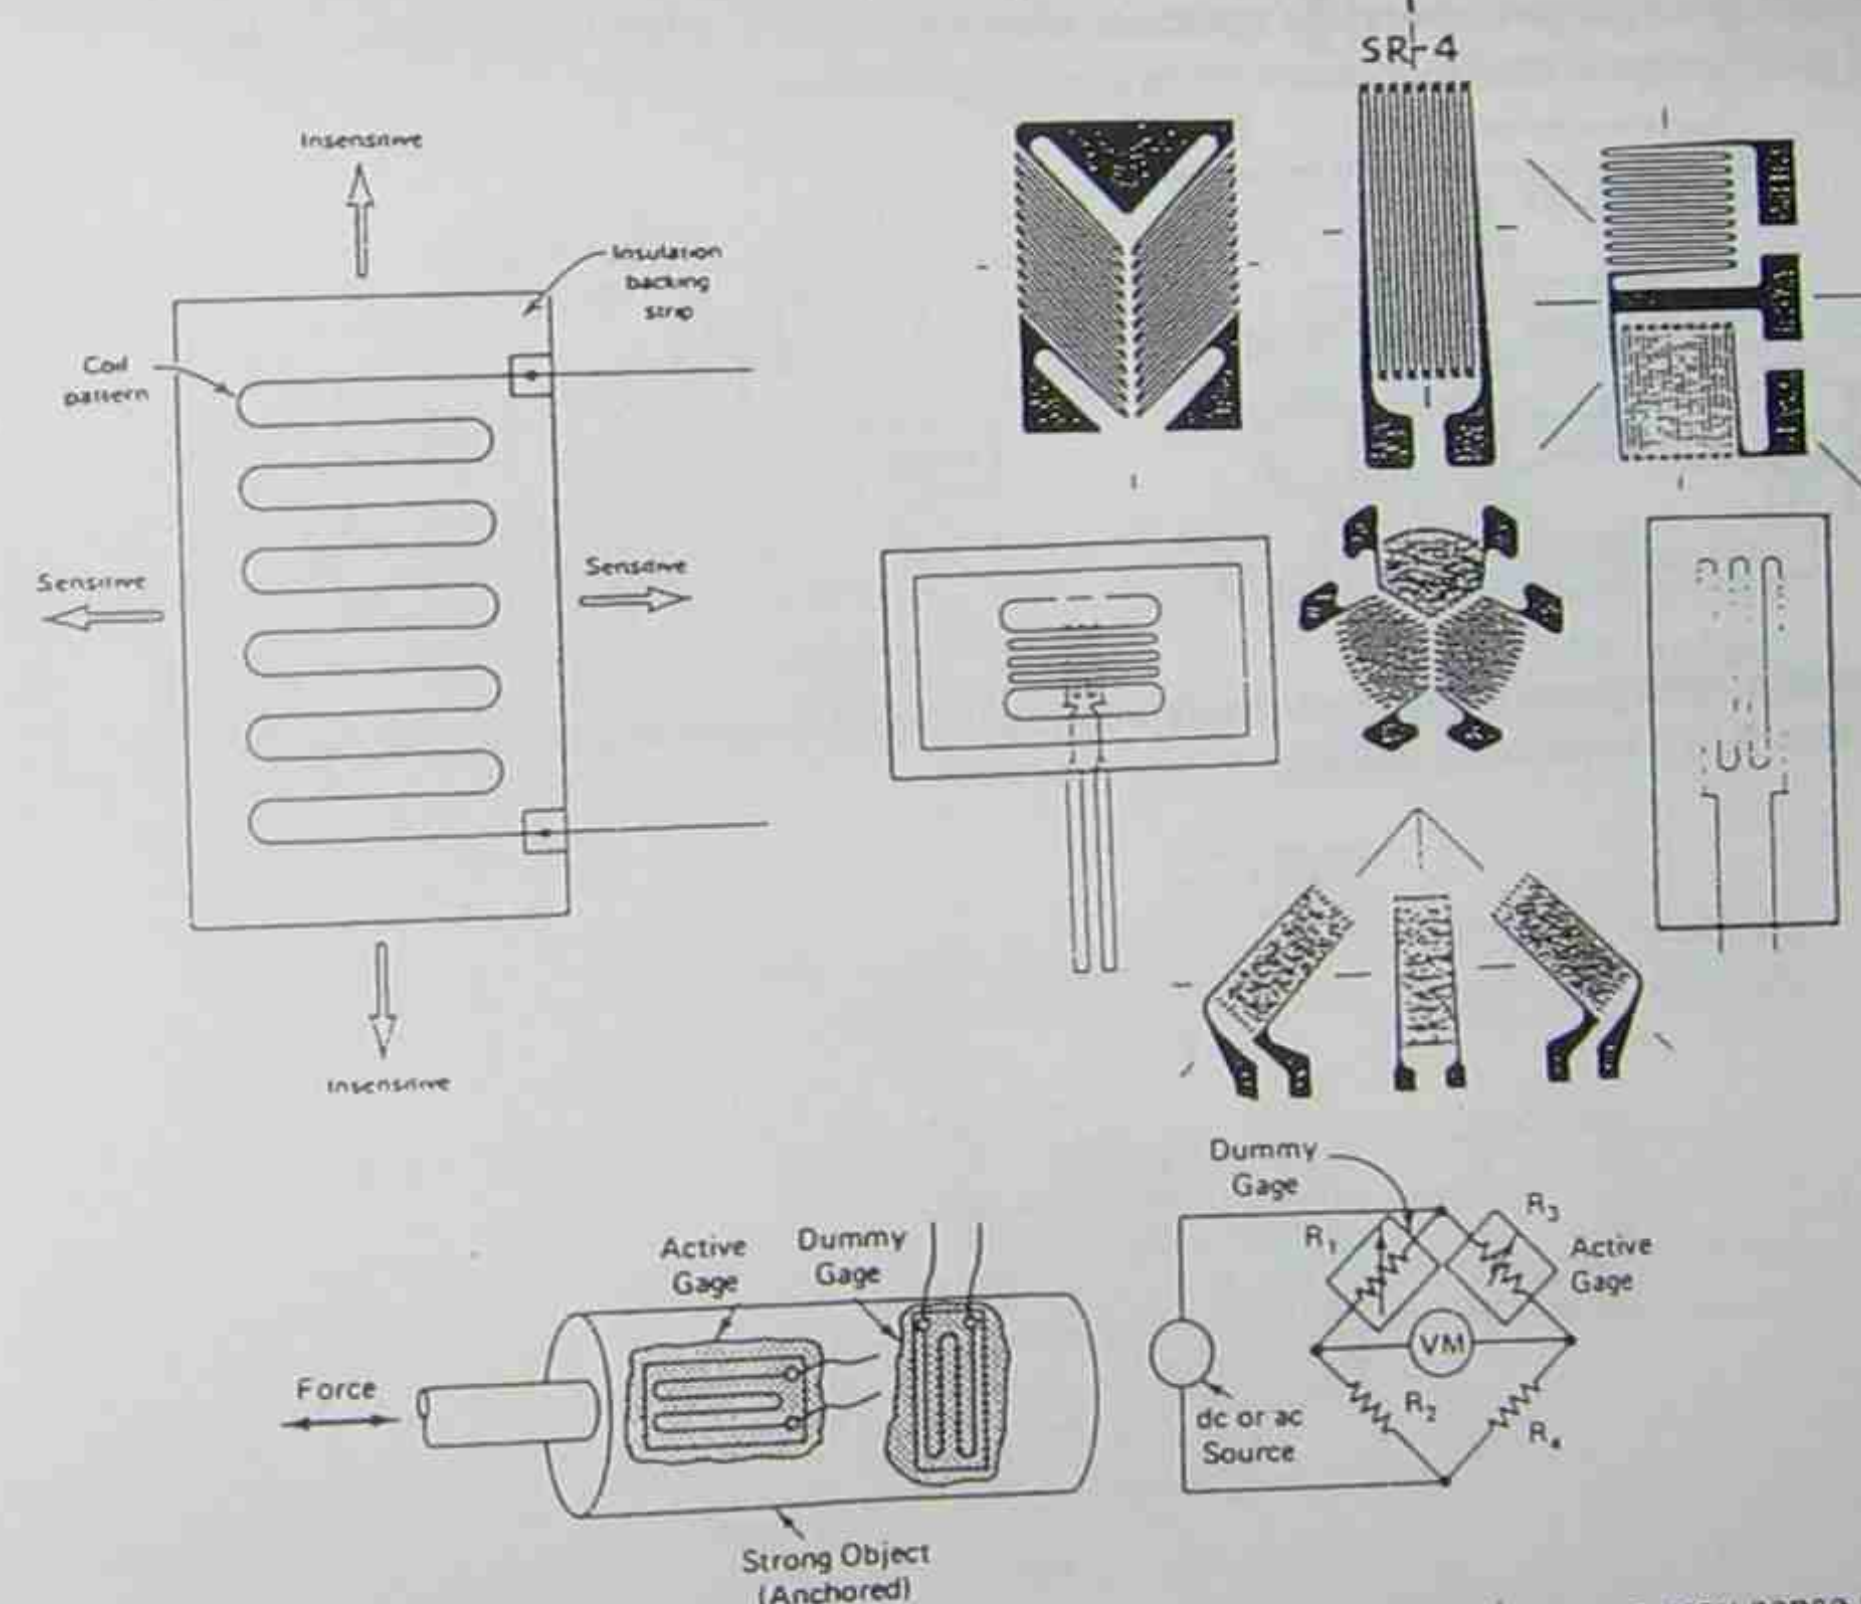 SR-4
Insensitive
Insulation
backing
strip
Coil
pattern
Sensitive
Sensitive
Insensitive
Dummy
Gage
R1
R3
Active
Gage
Active
Gage
Dummy
Gage
VM
Force
R2
dc or ac
Source
R4
Strong Object
(Anchored)